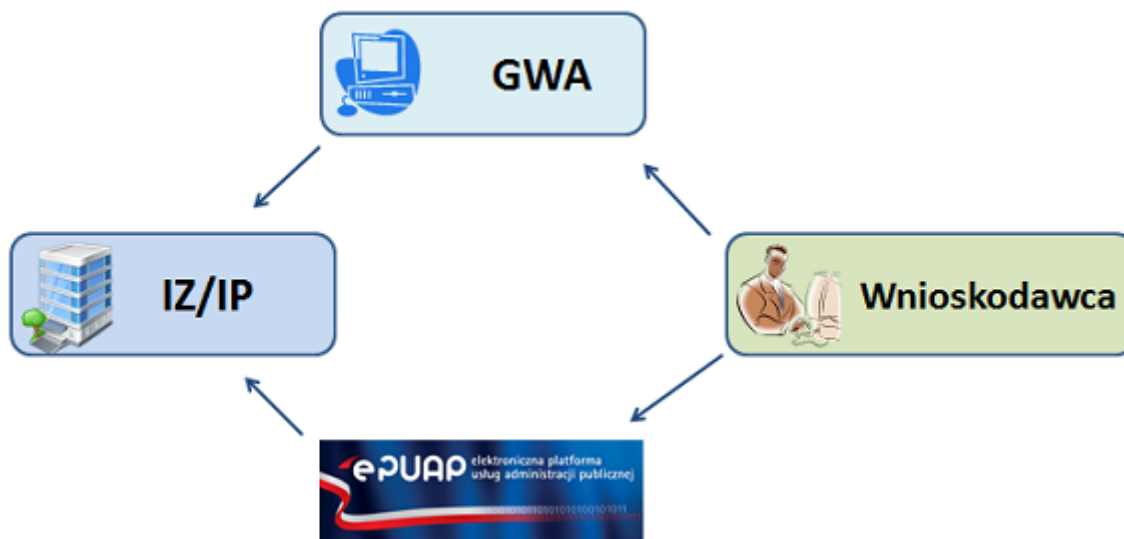 GWA
IZ/IP
Wnioskodawca
ePUAP elektroniczna platforma
usług administracji publicznej